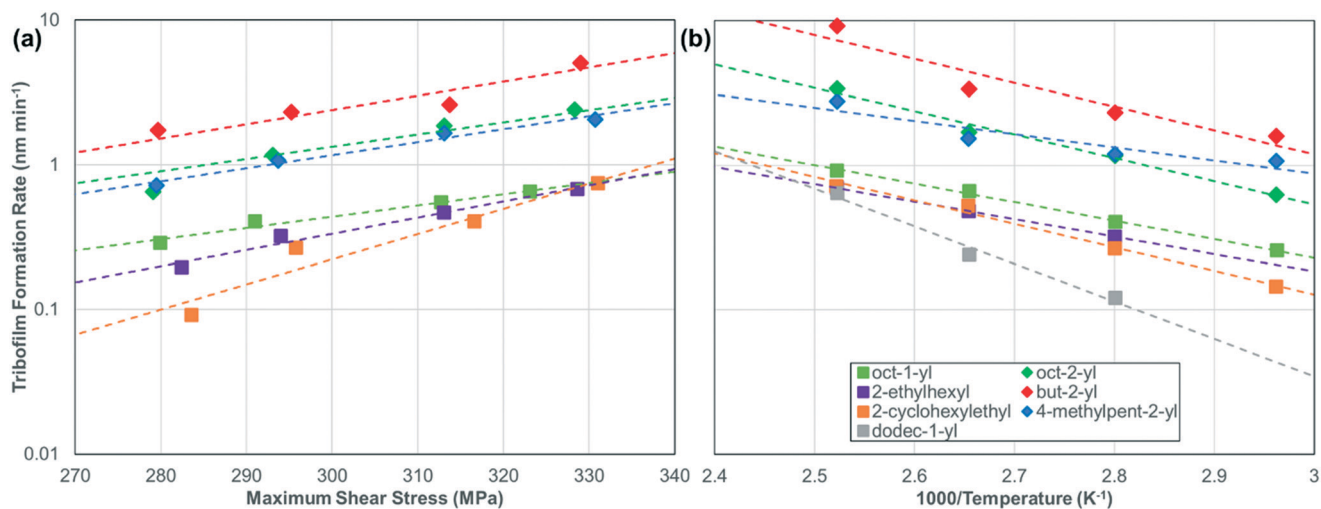 (a)
(b)
Tribofilm Formation Rate (nm min-1)
10
1
0.1
0.01
270 280 290 300 310 320 330 340
Maximum Shear Stress (MPa)
2.4 2.5 2.6 2.7 2.8 2.9 3
1000/Temperature (K-1)
oct-1-yl oct-2-yl
2-ethylhexyl but-2-yl
2-cyclohexylethyl 4-methylpent-2-yl
dodec-1-yl